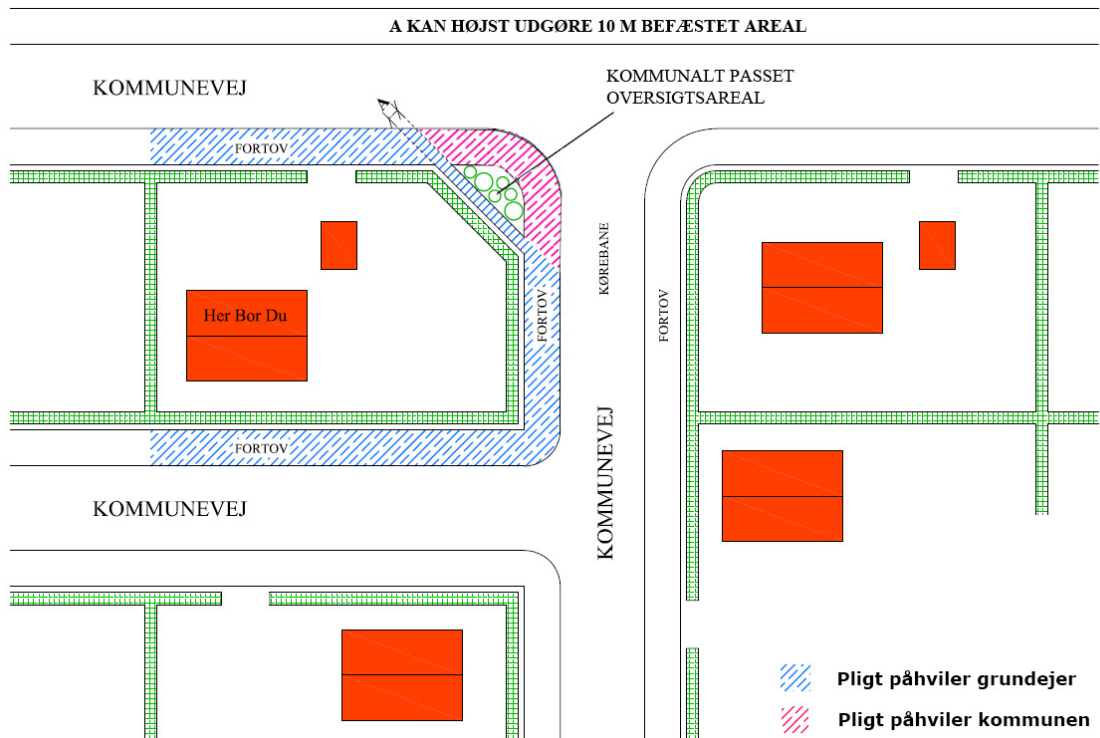 A KAN HØJST UDGØRE 10 M BEFÆSTET AREAL
KOMMUNEVEJ
KOMMUNALT PASSET
OVERSIGTSAREAL
FORTOV
KØREBANE
FORTOV
FORTOV
Her Bor Du
KOMMUNEVEJ
FORTOV
KOMMUNEVEJ
Pligt påhviler grundejer
Pligt påhviler kommunen